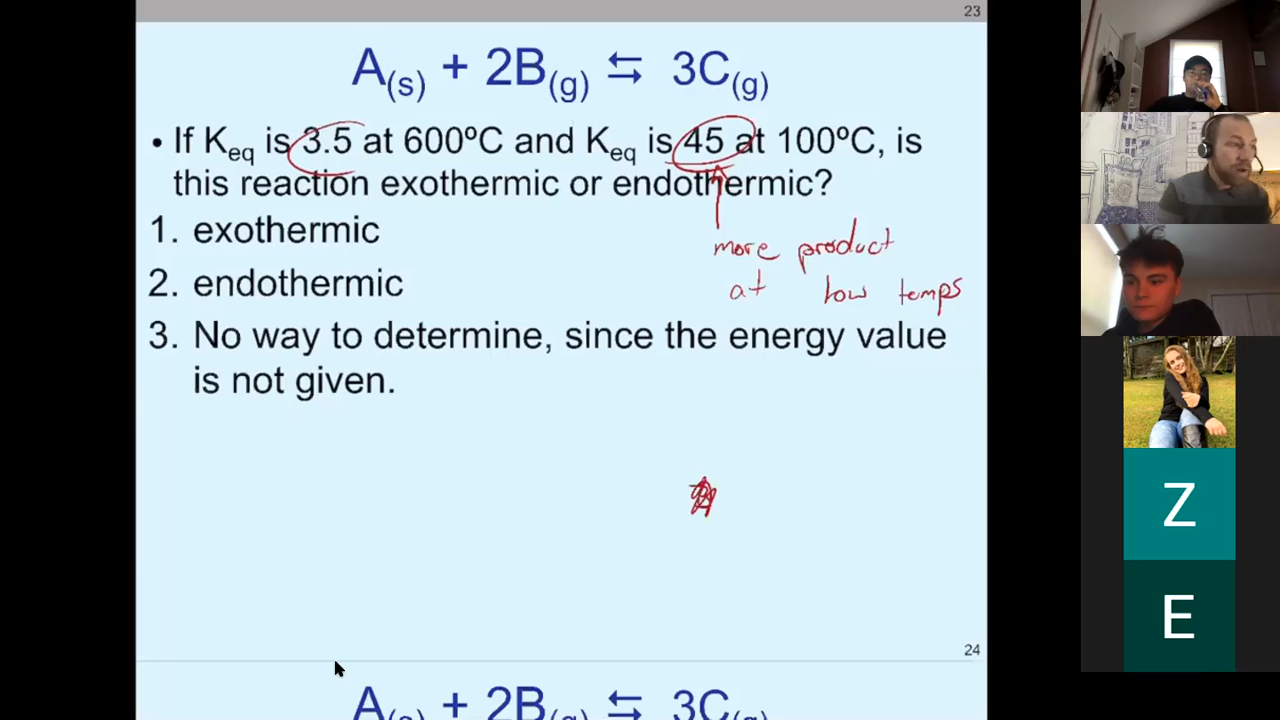 23
A(s) + 2B(g) ⇆ 3C(g)
• If Keq is 3.5 at 600ºC and Keq is 45 at 100ºC, is
this reaction exothermic or endothermic?
1. exothermic
more product
2. endothermic
at low temps
3. No way to determine, since the energy value
is not given.
Z
E
24
A(s) + 2B(g) ⇆ 3C(g)